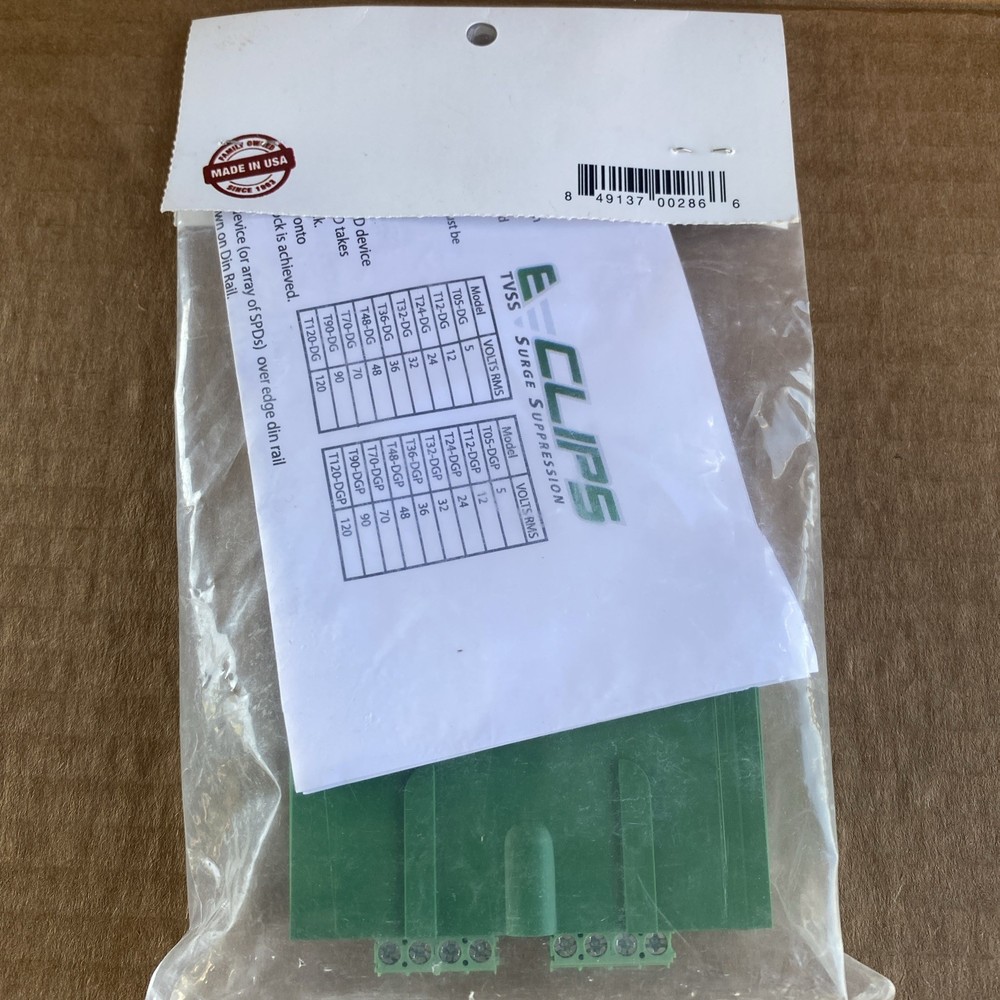 FAMILY OWNED
MADE IN USA
SINCE 1993
8 49137 00286 6
E CLIPS
TVSS SURGE SUPPRESSION
Model VOLTS RMS
T05-DG 5
T12-DG 12
T24-DG 24
T32-DG 32
T36-DG 36
T48-DG 48
T70-DG 70
T90-DG 90
T120-DG 120
Model VOLTS RMS
T05-DGP 5
T12-DGP 12
T24-DGP 24
T32-DGP 32
T36-DGP 36
T48-DGP 48
T70-DGP 70
T90-DGP 90
T120-DGP 120
be
D device
takes
onto
is achieved.
device (or array of SPDs) over edge din rail
on Din Rail.